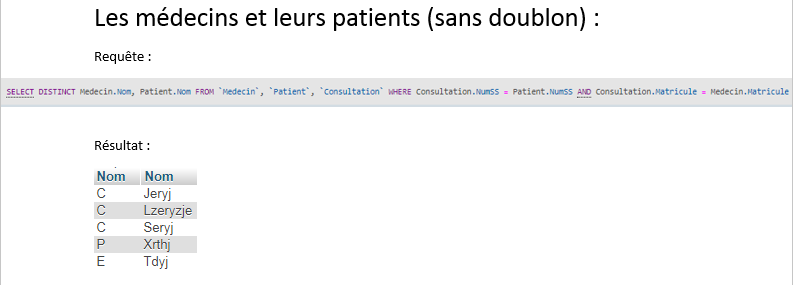 Les médecins et leurs patients (sans doublon) :
Requête :
SELECT DISTINCT Medecin.Nom, Patient.Nom FROM `Medecin`, `Patient`, `Consultation` WHERE Consultation.NumSS = Patient.NumSS AND Consultation.Matricule = Medecin.Matricule
Résultat :
Nom Nom
C Jeryj
C Lzeryzje
C Seryj
P Xrthj
E Tdyj